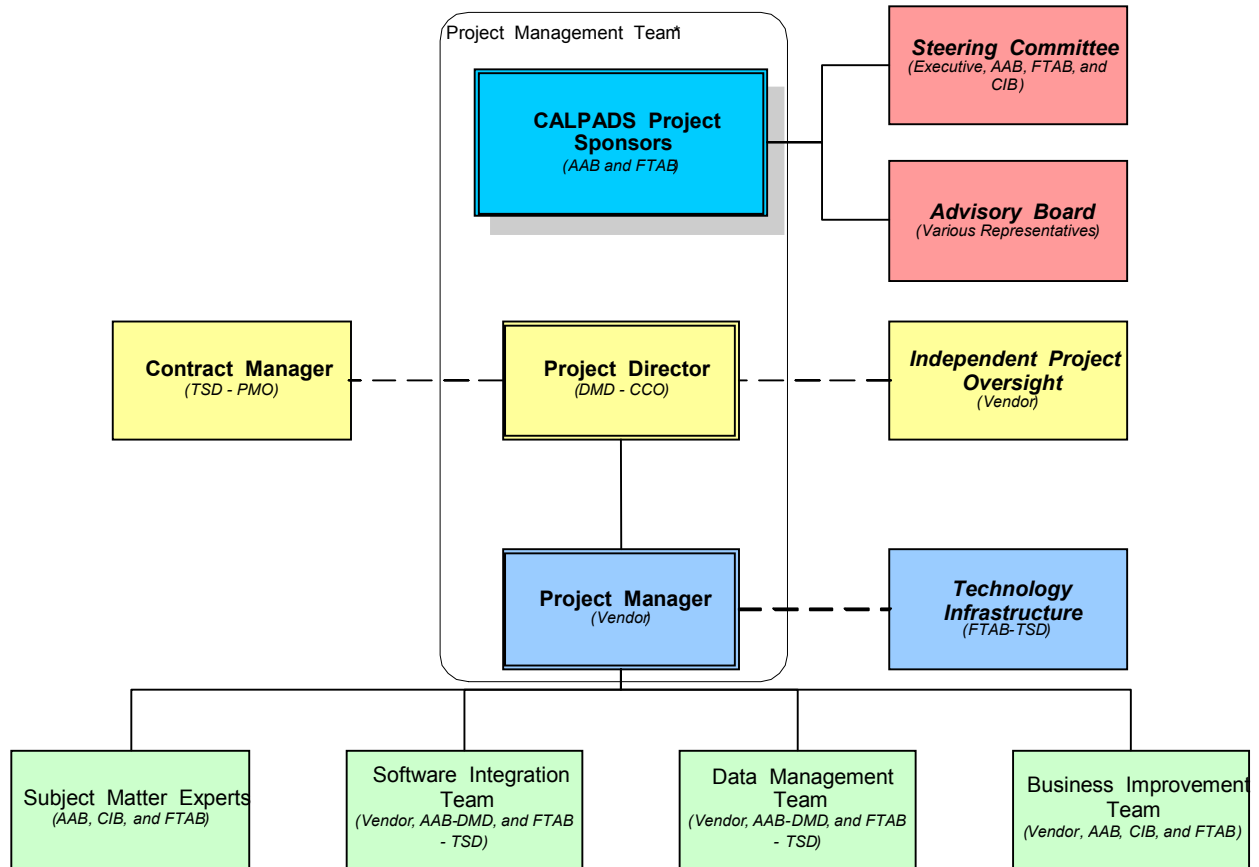 Project Management Team*
CALPADS Project
Sponsors
(AAB and FTAB)
Steering Committee
(Executive, AAB, FTAB, and
CIB)
Advisory Board
(Various Representatives)
Contract Manager
(TSD - PMO)
Project Director
(DMD - CCO)
Independent Project
Oversight
(Vendor)
Project Manager
(Vendor)
Technology
Infrastructure
(FTAB-TSD)
Subject Matter Experts
(AAB, CIB, and FTAB)
Software Integration
Team
(Vendor, AAB-DMD, and FTAB
- TSD)
Data Management
Team
(Vendor, AAB-DMD, and FTAB
- TSD)
Business Improvement
Team
(Vendor, AAB, CIB, and FTAB)